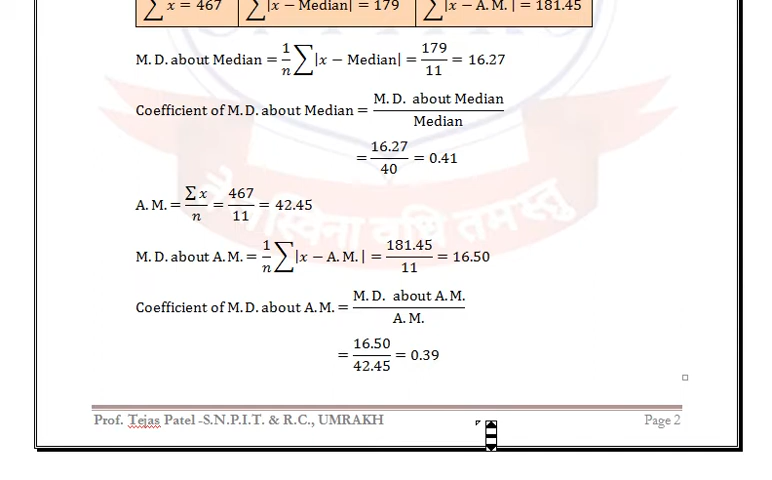 ∑ x = 467 ∑|x − Median| = 179 ∑|x − A.M.| = 181.45
M. D. about Median = 1/n ∑|x − Median| = 179/11 = 16.27
Coefficient of M. D. about Median = M. D. about Median / Median
= 16.27/40 = 0.41
A. M. = ∑ x / n = 467/11 = 42.45
M. D. about A. M. = 1/n ∑|x − A. M. | = 181.45/11 = 16.50
Coefficient of M. D. about A. M. = M. D. about A. M. / A. M.
= 16.50/42.45 = 0.39
Prof. Tejas Patel -S.N.P.I.T. & R.C., UMRAKH Page 2